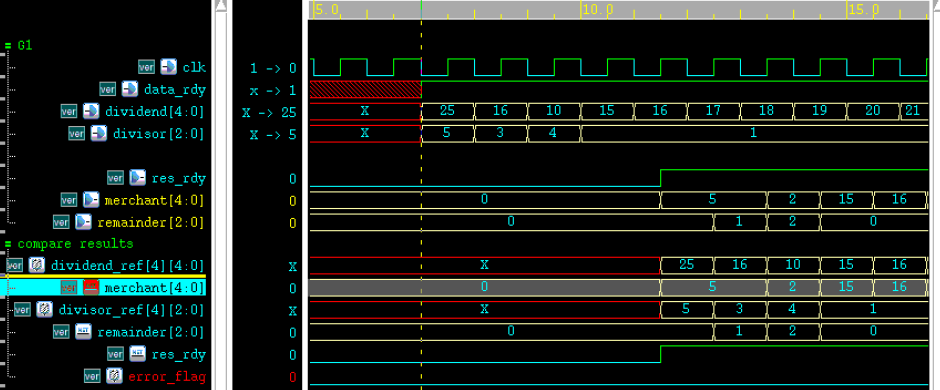 5.0 10.0 15.0
G1
ver clk 1 -> 0
ver data_rdy x -> 1
ver dividend[4:0] X -> 25 X 25 16 10 15 16 17 18 19 20 21
ver divisor[2:0] X -> 5 X 5 3 4 1
ver res_rdy 0
ver merchant[4:0] 0 0 5 2 15 16
ver remainder[2:0] 0 0 1 2 0
compare results
ver dividend_ref[4][4:0] X X 25 16 10 15 16
ver merchant[4:0] 0 0 5 2 15 16
ver divisor_ref[4][2:0] X X 5 3 4 1
ver NET remainder[2:0] 0 0 1 2 0
ver NET res_rdy 0
ver error_flag 0